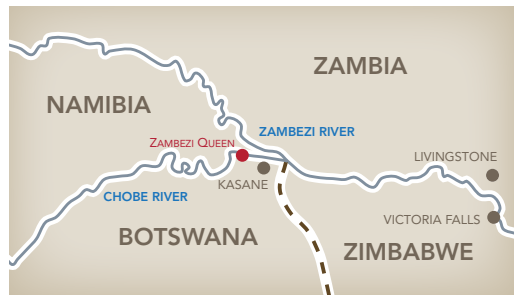 ZAMBIA
NAMIBIA
ZAMBEZI RIVER
ZAMBEZI QUEEN
LIVINGSTONE
KASANE
CHOBE RIVER
VICTORIA FALLS
BOTSWANA
ZIMBABWE